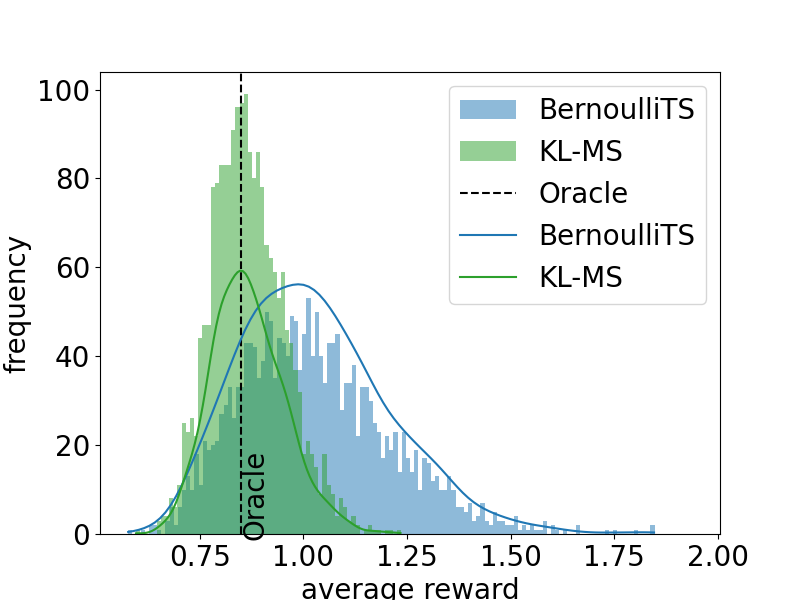 100
80
60
40
20
0
frequency
BernoulliTS
KL-MS
Oracle
BernoulliTS
KL-MS
Oracle
0.75
1.00
1.25
1.50
1.75
2.00
average reward